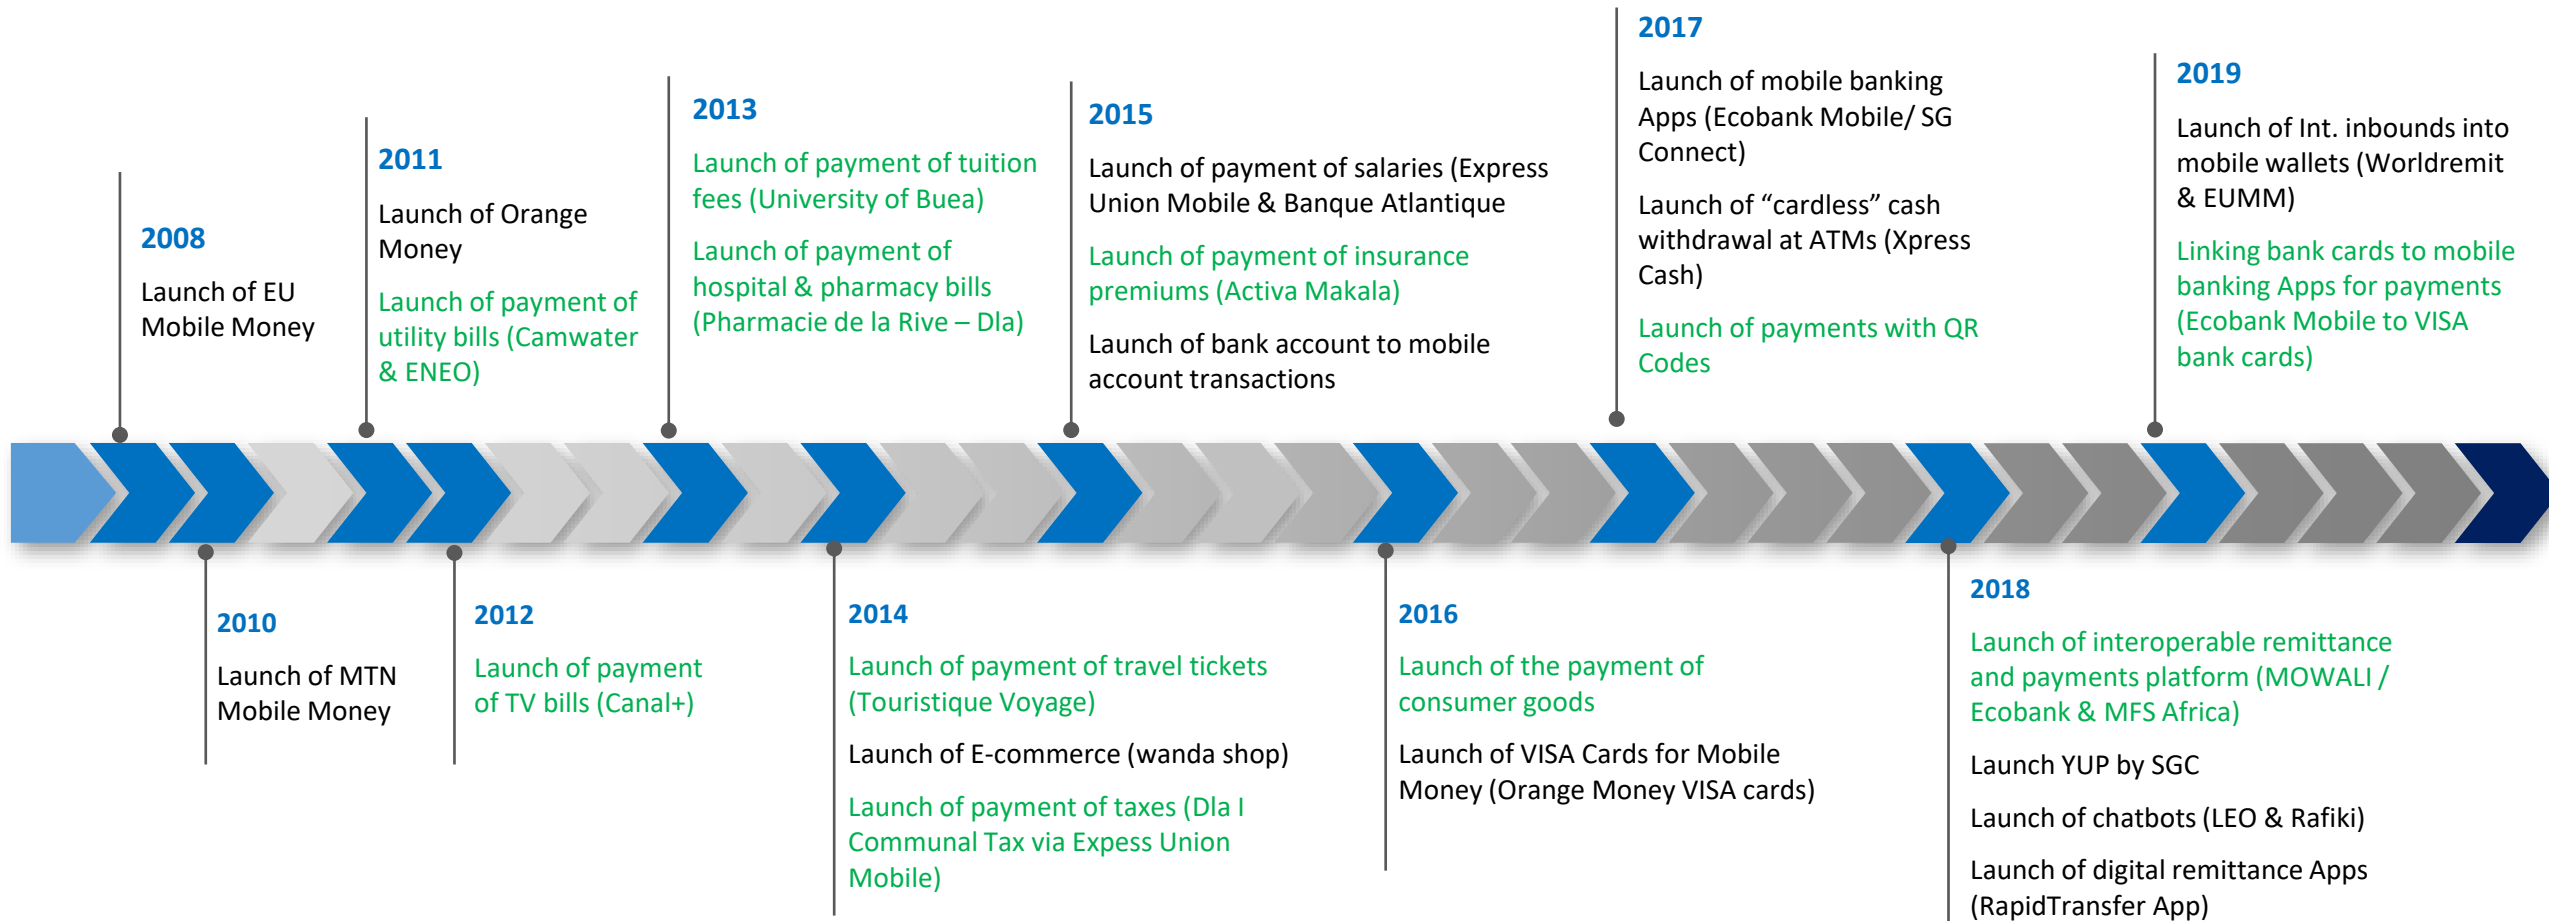 2008
Launch of EU
Mobile Money
2010
Launch of MTN
Mobile Money
2011
Launch of Orange
Money
Launch of payment of
utility bills (Camwater
& ENEO)
2012
Launch of payment
of TV bills (Canal+)
2013
Launch of payment of tuition
fees (University of Buea)
Launch of payment of
hospital & pharmacy bills
(Pharmacie de la Rive – Dla)
2014
Launch of payment of travel tickets
(Touristique Voyage)
Launch of E-commerce (wanda shop)
Launch of payment of taxes (Dla I
Communal Tax via Expess Union
Mobile)
2015
Launch of payment of salaries (Express
Union Mobile & Banque Atlantique
Launch of payment of insurance
premiums (Activa Makala)
Launch of bank account to mobile
account transactions
2016
Launch of the payment of
consumer goods
Launch of VISA Cards for Mobile
Money (Orange Money VISA cards)
2017
Launch of mobile banking
Apps (Ecobank Mobile/ SG
Connect)
Launch of “cardless” cash
withdrawal at ATMs (Xpress
Cash)
Launch of payments with QR
Codes
2018
Launch of interoperable remittance
and payments platform (MOWALI /
Ecobank & MFS Africa)
Launch YUP by SGC
Launch of chatbots (LEO & Rafiki)
Launch of digital remittance Apps
(RapidTransfer App)
2019
Launch of Int. inbounds into
mobile wallets (Worldremit
& EUMM)
Linking bank cards to mobile
banking Apps for payments
(Ecobank Mobile to VISA
bank cards)